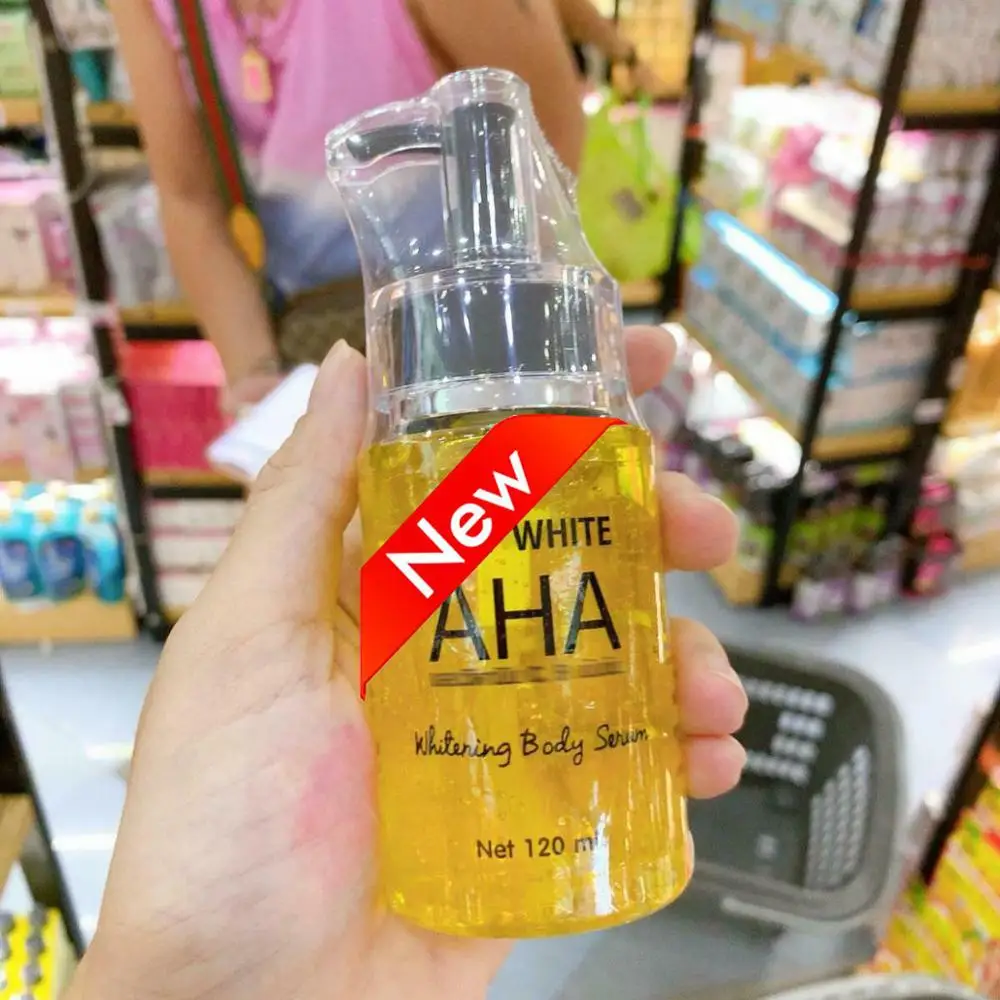 New
WHITE
AHA
Whitening Body Serum
Net 120 ml